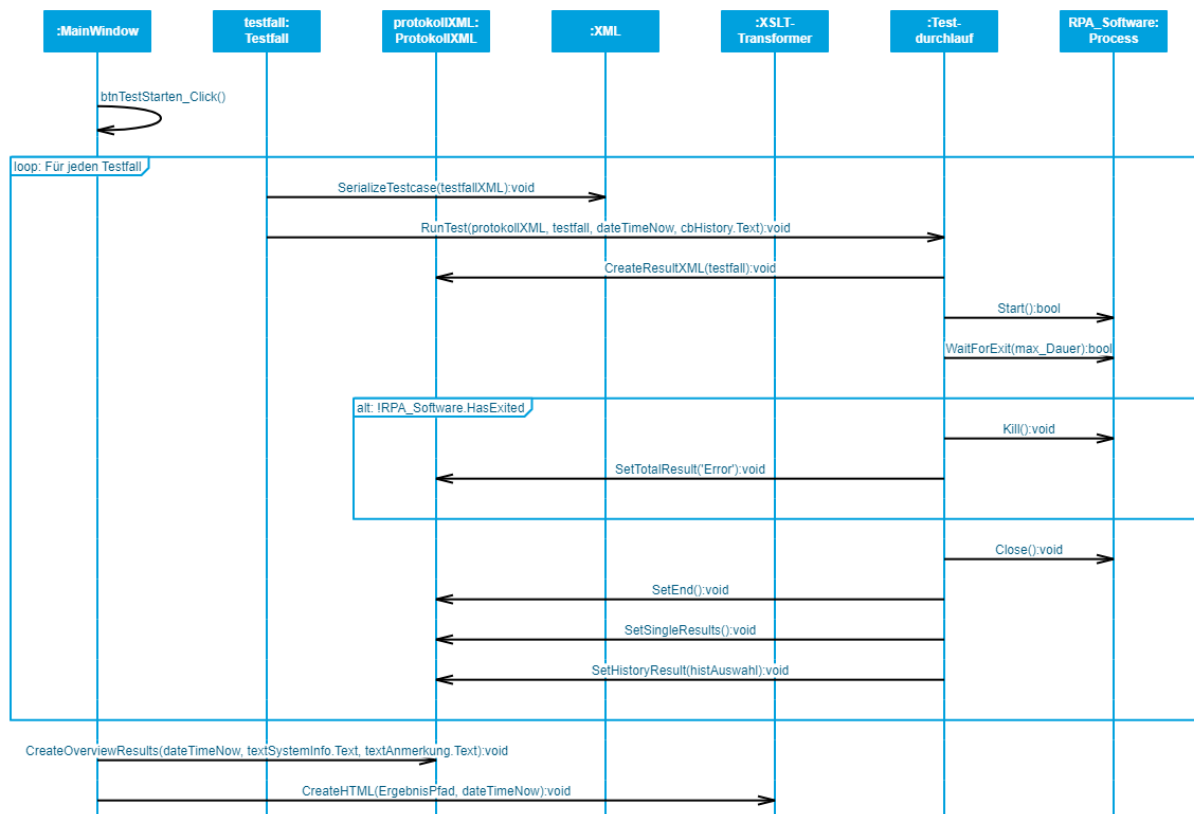 :MainWindow
testfall:
Testfall
protokollXML:
ProtokollXML
:XML
:XSLT-
Transformer
:Test-
durchlauf
RPA_Software:
Process
btnTestStarten_Click()
loop: Für jeden Testfall
SerializeTestcase(testfallXML):void
RunTest(protokollXML, testfall, dateTimeNow, cbHistory.Text):void
CreateResultXML(testfall):void
Start():bool
WaitForExit(max_Dauer):bool
alt: !RPA_Software.HasExited
Kill():void
SetTotalResult('Error'):void
Close():void
SetEnd():void
SetSingleResults():void
SetHistoryResult(histAuswahl):void
CreateOverviewResults(dateTimeNow, textSystemInfo.Text, textAnmerkung.Text):void
CreateHTML(ErgebnisPfad, dateTimeNow):void